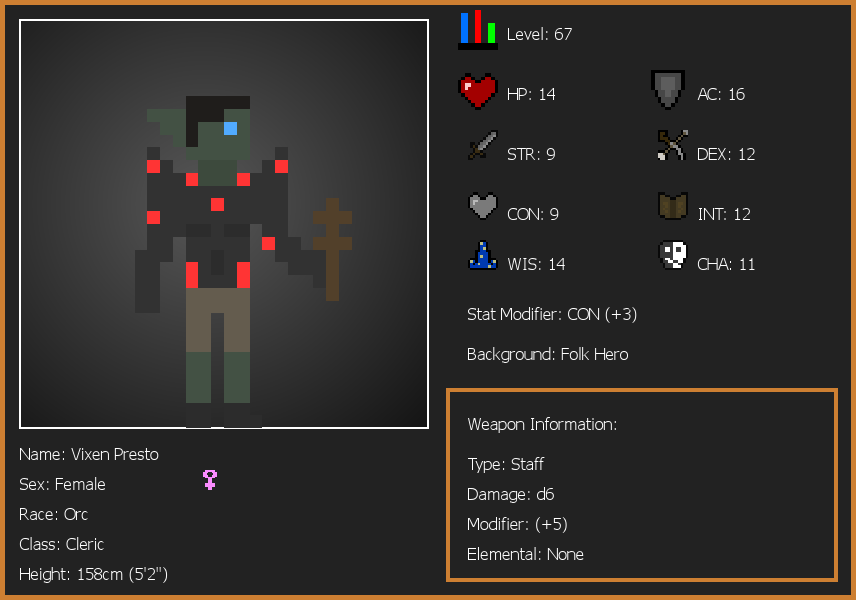 Level: 67
HP: 14
AC: 16
STR: 9
DEX: 12
CON: 9
INT: 12
WIS: 14
CHA: 11
Stat Modifier: CON (+3)
Background: Folk Hero
Weapon Information:
Type: Staff
Damage: d6
Modifier: (+5)
Elemental: None
Name: Vixen Presto
Sex: Female
Race: Orc
Class: Cleric
Height: 158cm (5'2")